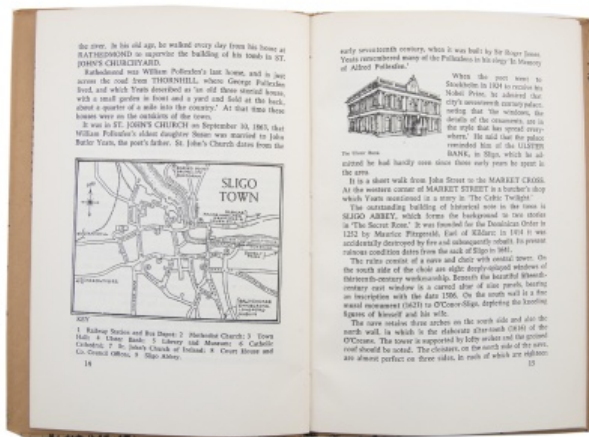 the river. In his old age, he walked every day from his home at
RATHEDMOND to supervise the building of his tomb in ST.
JOHN'S CHURCHYARD.
Rathedmond was William Pollexfen's last home, and is just
across the road from THORNHILL, where George Pollexfen
lived, and which Yeats described as 'an old three storied house,
with a small garden in front and a yard and field at the back,
about a quarter of a mile into the country.' At that time these
houses were on the outskirts of the town.
It was in ST. JOHN'S CHURCH on September 10, 1863, that
William Pollexfen's eldest daughter Susan was married to John
Butler Yeats, the poet's father. St. John's Church dates from the
SLIGO
TOWN
KEY
1 Railway Station and Bus Depot; 2 Methodist Church; 3 Town
Hall; 4 Ulster Bank; 5 Library and Museum; 6 Catholic
Cathedral; 7 St. John's Church of Ireland; 8 Court House and
Co. Council Offices; 9 Sligo Abbey.
14
early seventeenth century, when it was built by Sir Roger Jones.
Yeats remembered many of the Pollexfens in his elegy 'In Memory
of Alfred Pollexfen.'
When the poet went to
Stockholm in 1924 to receive his
Nobel Prize, he admired the
city's seventeenth century palace,
noting that 'the windows, the
details of the ornaments, are in
the style that has spread every-
where.' He said that the palace
reminded him of the ULSTER
BANK, in Sligo, which he ad-
The Ulster Bank
mitted he had hardly seen since those early years he spent in
the area.
It is a short walk from John Street to the MARKET CROSS.
At the western corner of MARKET STREET is a butcher's shop
which Yeats mentioned in a story in 'The Celtic Twilight.'
The outstanding building of historical note in the town is
SLIGO ABBEY, which forms the background to two stories
in 'The Secret Rose.' It was founded for the Dominican Order in
1252 by Maurice Fitzgerald, Earl of Kildare; in 1414 it was
accidentally destroyed by fire and subsequently rebuilt. Its present
ruinous condition dates from the sack of Sligo in 1641.
The ruins consist of a nave and choir with central tower. On
the south side of the choir are eight deeply-splayed windows of
thirteenth-century workmanship. Beneath the beautiful fifteenth-
century east window is a carved altar of nine panels, bearing
an inscription with the date 1506. On the south wall is a fine
mural monument (1623) to O'Conor-Sligo, depicting the kneeling
figures of himself and his wife.
The nave retains three arches on the south side and also the
north wall, in which is the elaborate altar-tomb (1616) of the
O'Creans. The tower is supported by lofty arches and the groined
roof should be noted. The cloisters, on the north side of the nave,
are almost perfect on three sides, in each of which are eighteen
15